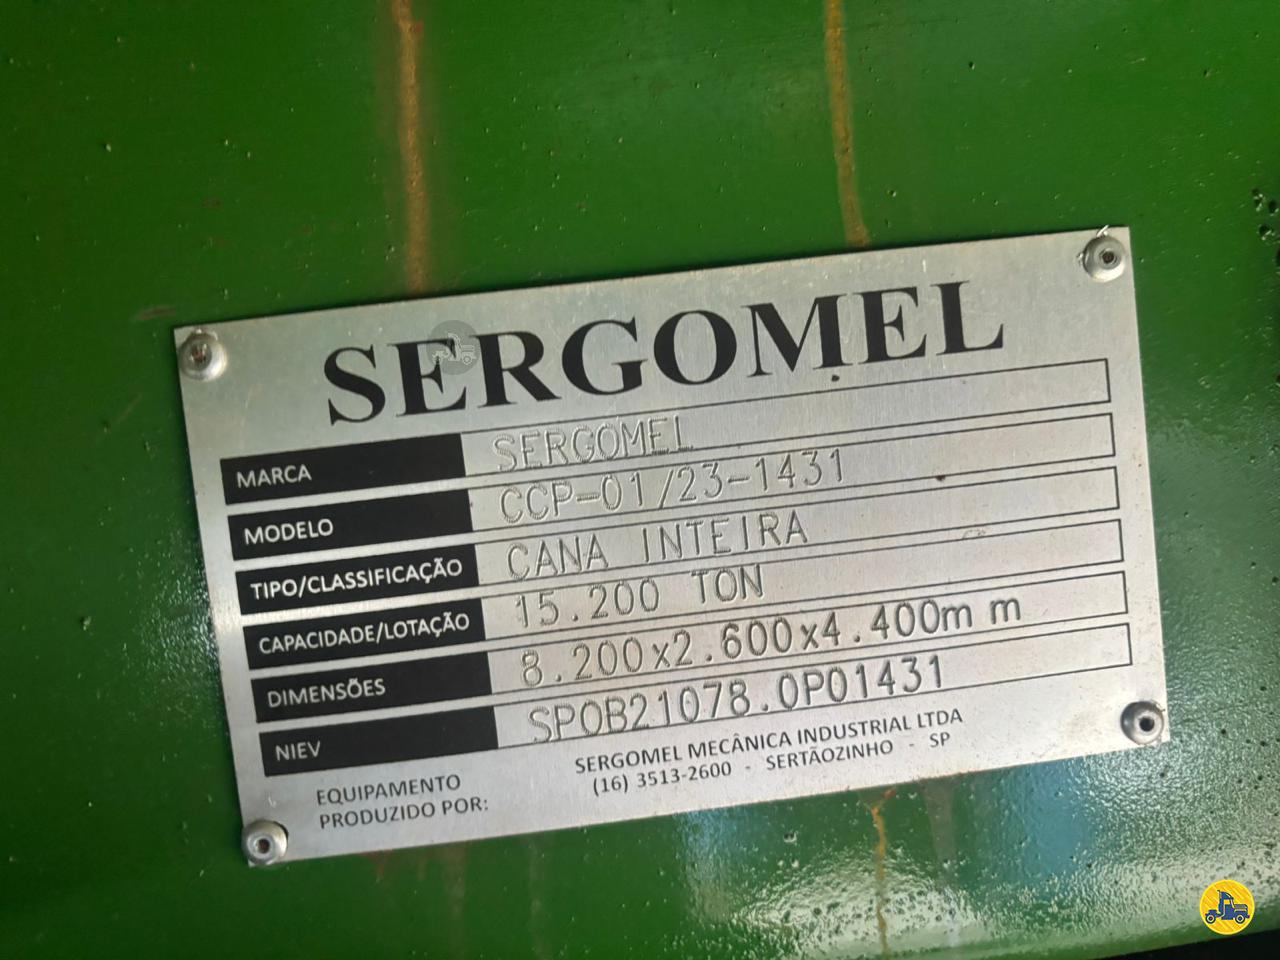 SERGOMEL
MARCA SERGOMEL
MODELO CCP-01/23-1431
TIPO/CLASSIFICAÇÃO CANA INTEIRA
CAPACIDADE/LOTAÇÃO 15.200 TON
DIMENSÕES 8.200x2.600x4.400m m
NIEV SP0B21078.0P01431
EQUIPAMENTO
PRODUZIDO POR:
SERGOMEL MECÂNICA INDUSTRIAL LTDA
(16) 3513-2600 - SERTÃOZINHO - SP